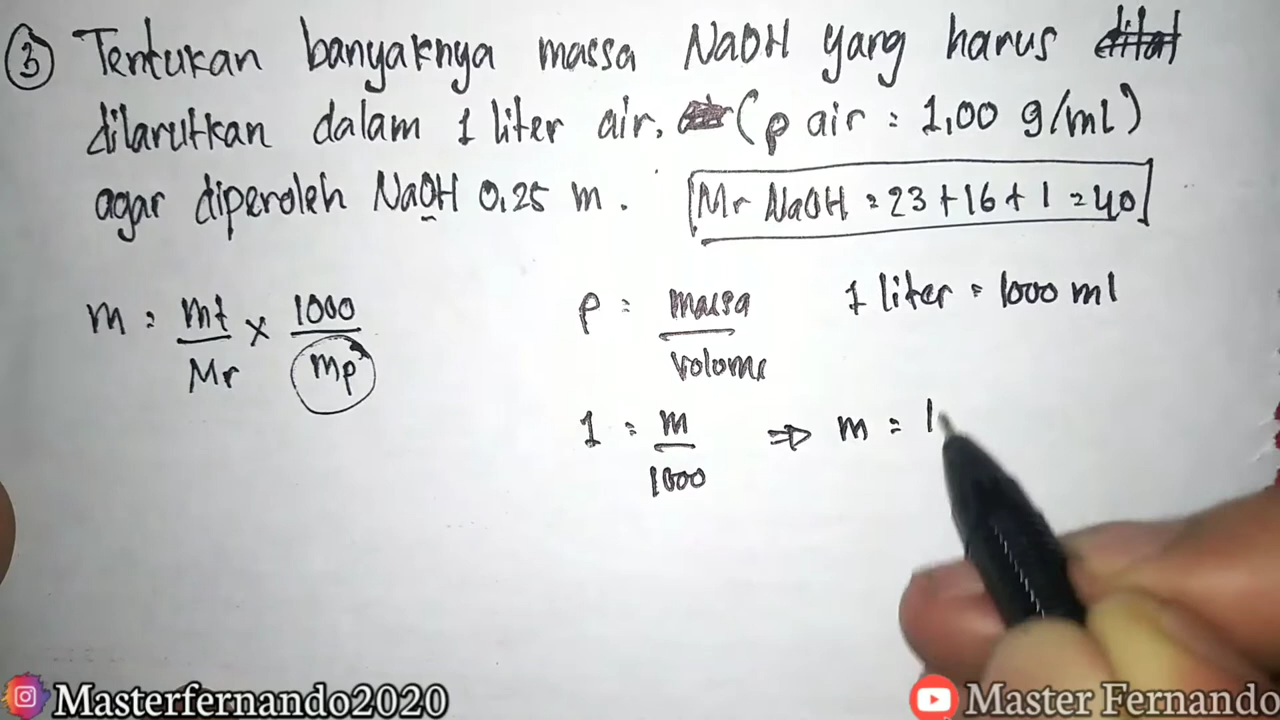 3 Tentukan banyaknya massa NaOH yang harus
dilarutkan dalam 1 liter air, (ρ air = 1,00 g/ml)
agar diperoleh NaOH 0,25 m. Mr NaOH = 23 + 16 + 1 = 40
m = mt/Mr × 1000/mp
ρ = massa/volome
1 liter = 1000 ml
1 = m/1000 ⇒ m = 1
Masterfernando2020
Master Fernando